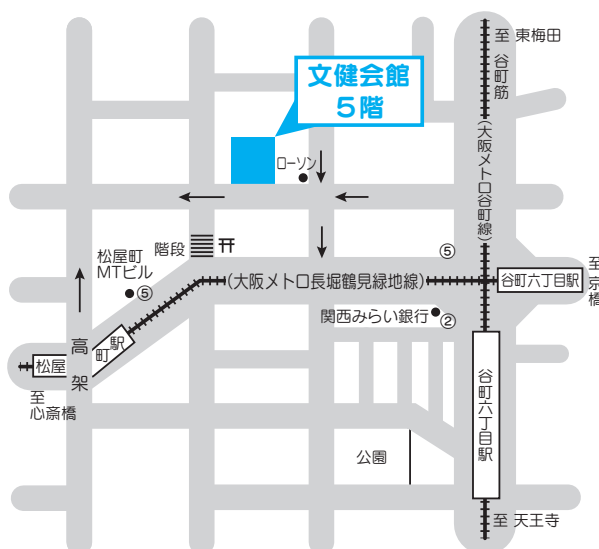 至 東梅田
谷町筋
(大阪メトロ谷町線)
文健会館
5階
ローソン
階段
松屋町
MTビル
⑤
⑤
(大阪メトロ長堀鶴見緑地線)
谷町六丁目駅
至 京橋
関西みらい銀行
②
高架
松屋町駅
至
心斎橋
谷町六丁目駅
公園
至 天王寺